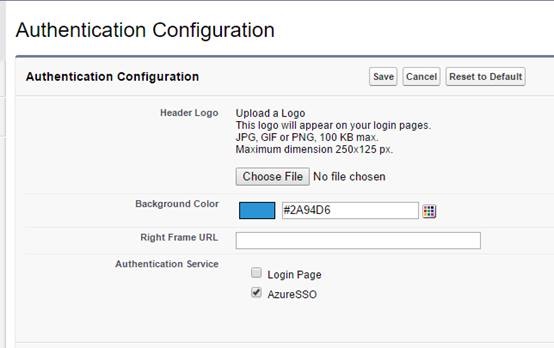 Authentication Configuration
Authentication Configuration Save Cancel Reset to Default
Header Logo Upload a Logo
This logo will appear on your login pages.
JPG, GIF or PNG, 100 KB max.
Maximum dimension 250x125 px.
Choose File No file chosen
Background Color #2A94D6
Right Frame URL
Authentication Service
Login Page
AzureSSO